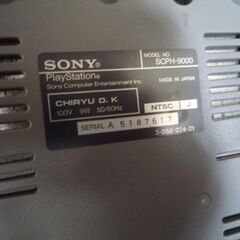 SONY
MODEL NO.
SCPH-9000
PlayStation®
MADE IN JAPAN
Sony Computer Entertainment Inc.
CHIRYU D. K
100V 9W 50/60Hz
NTSC J
SERIAL A 5187617
3-056-224-21